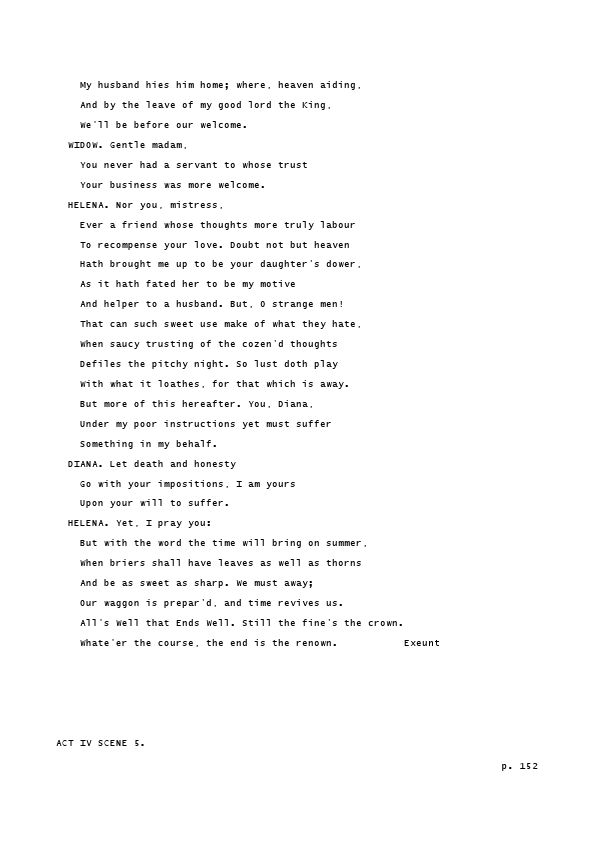 My husband hies him home; where, heaven aiding,
And by the leave of my good lord the King,
We'll be before our welcome.
WIDOW. Gentle madam,
You never had a servant to whose trust
Your business was more welcome.
HELENA. Nor you, mistress,
Ever a friend whose thoughts more truly labour
To recompense your love. Doubt not but heaven
Hath brought me up to be your daughter's dower,
As it hath fated her to be my motive
And helper to a husband. But, O strange men!
That can such sweet use make of what they hate,
When saucy trusting of the cozen'd thoughts
Defiles the pitchy night. So lust doth play
With what it loathes, for that which is away.
But more of this hereafter. You, Diana,
Under my poor instructions yet must suffer
Something in my behalf.
DIANA. Let death and honesty
Go with your impositions, I am yours
Upon your will to suffer.
HELENA. Yet, I pray you:
But with the word the time will bring on summer,
When briers shall have leaves as well as thorns
And be as sweet as sharp. We must away;
Our waggon is prepar'd, and time revives us.
All's Well that Ends Well. Still the fine's the crown.
Whate'er the course, the end is the renown. Exeunt
ACT IV SCENE 5.
p. 152